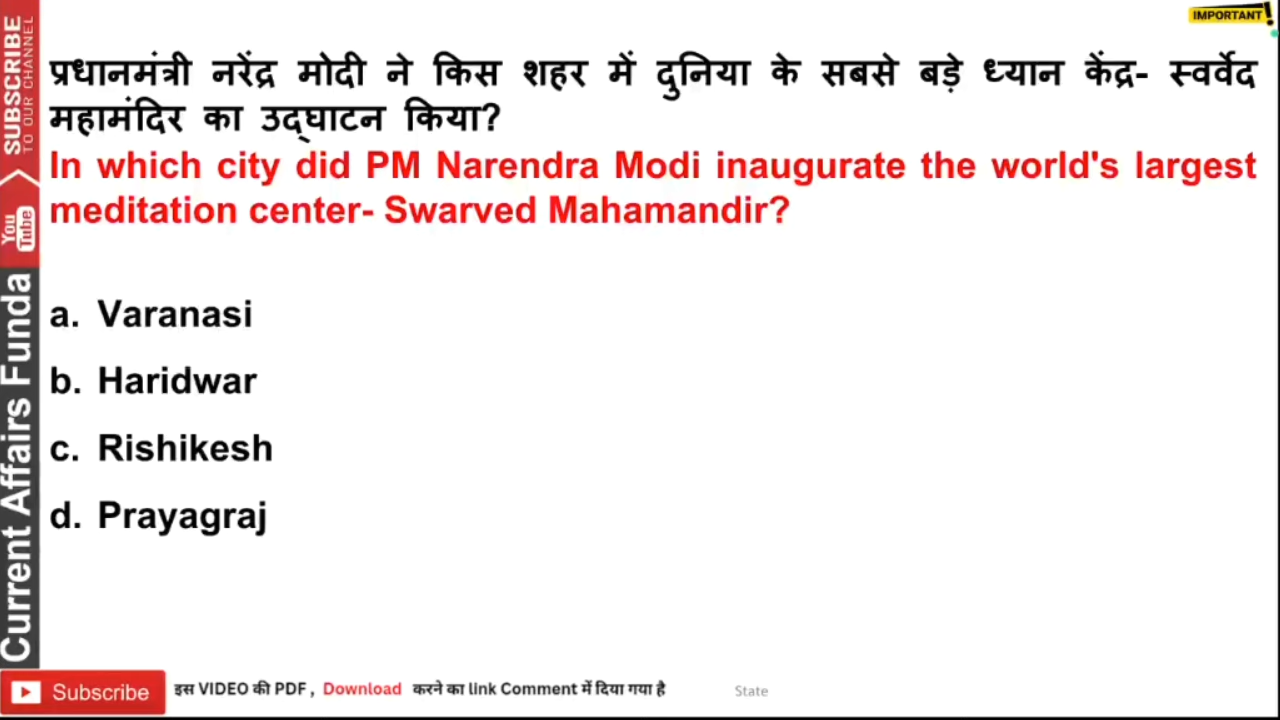 IMPORTANT!
प्रधानमंत्री नरेंद्र मोदी ने किस शहर में दुनिया के सबसे बड़े ध्यान केंद्र- स्वर्वेद
महामंदिर का उद्घाटन किया?
In which city did PM Narendra Modi inaugurate the world's largest
meditation center- Swarved Mahamandir?
a. Varanasi
b. Haridwar
c. Rishikesh
d. Prayagraj
SUBSCRIBE
TO OUR CHANNEL
You Tube
Current Affairs Funda
Subscribe
इस VIDEO की PDF , Download करने का link Comment में दिया गया है
State